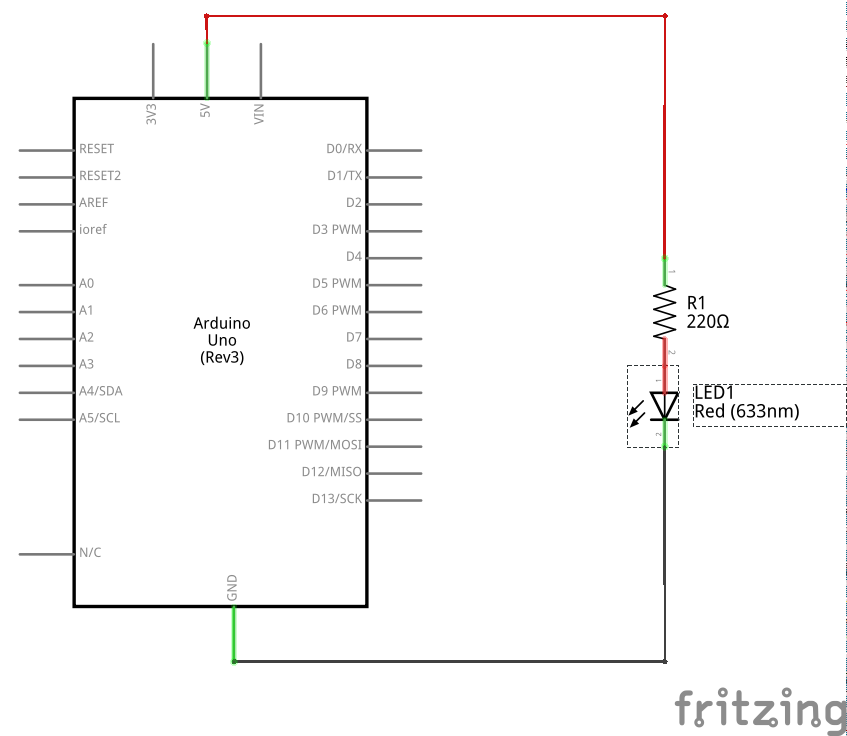 3V3
5V
VIN
RESET
RESET2
AREF
ioref
A0
A1
A2
A3
A4/SDA
A5/SCL
N/C
D0/RX
D1/TX
D2
D3 PWM
D4
D5 PWM
D6 PWM
D7
D8
D9 PWM
D10 PWM/SS
D11 PWM/MOSI
D12/MISO
D13/SCK
Arduino
Uno
(Rev3)
GND
1
R1
220Ω
2
1
LED1
Red (633nm)
2
fritzing